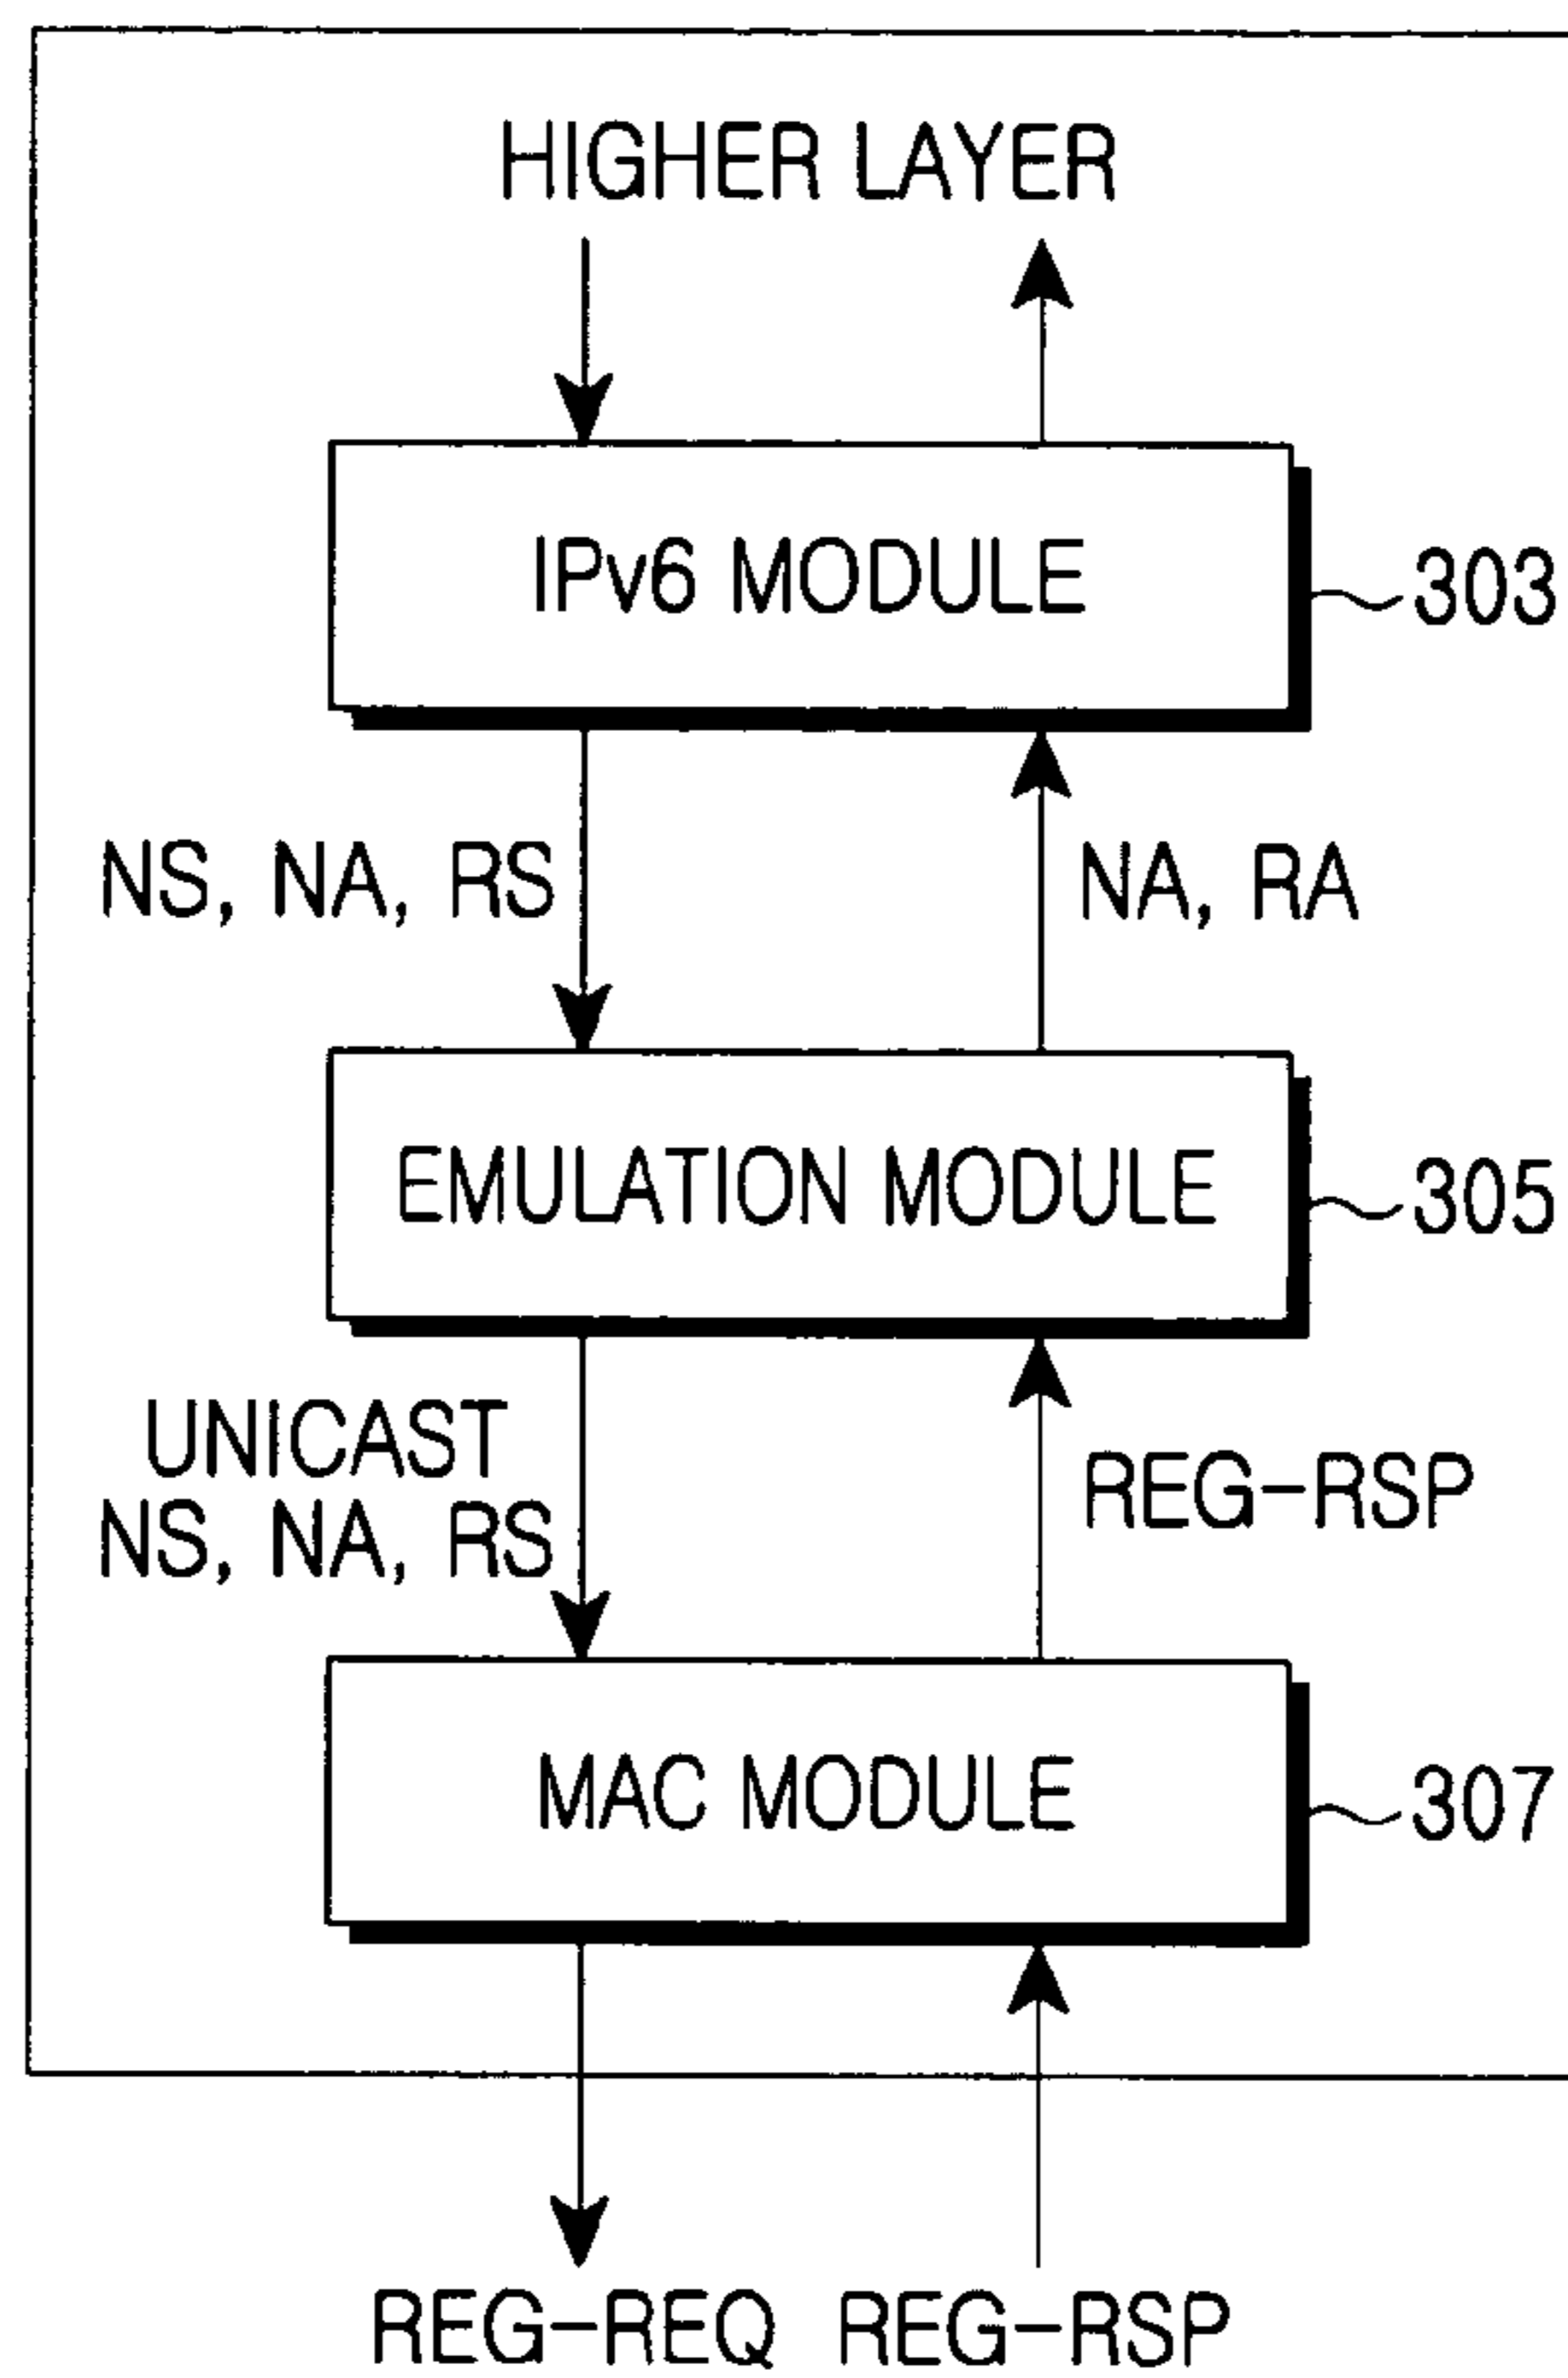 HIGHER LAYER
IPv6 MODULE
303
NS, NA, RS
NA, RA
EMULATION MODULE
305
UNICAST
NS, NA, RS
REG-RSP
MAC MODULE
307
REG-REQ
REG-RSP